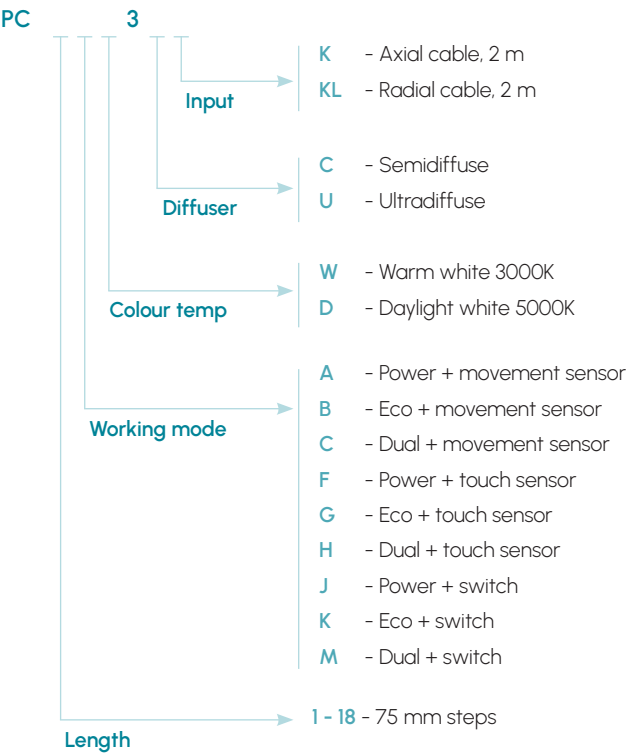 PC 3
K - Axial cable, 2 m
KL - Radial cable, 2 m
Input
C - Semidiffuse
U - Ultradiffuse
Diffuser
W - Warm white 3000K
D - Daylight white 5000K
Colour temp
A - Power + movement sensor
B - Eco + movement sensor
C - Dual + movement sensor
F - Power + touch sensor
G - Eco + touch sensor
H - Dual + touch sensor
J - Power + switch
K - Eco + switch
M - Dual + switch
Working mode
1 - 18 - 75 mm steps
Length